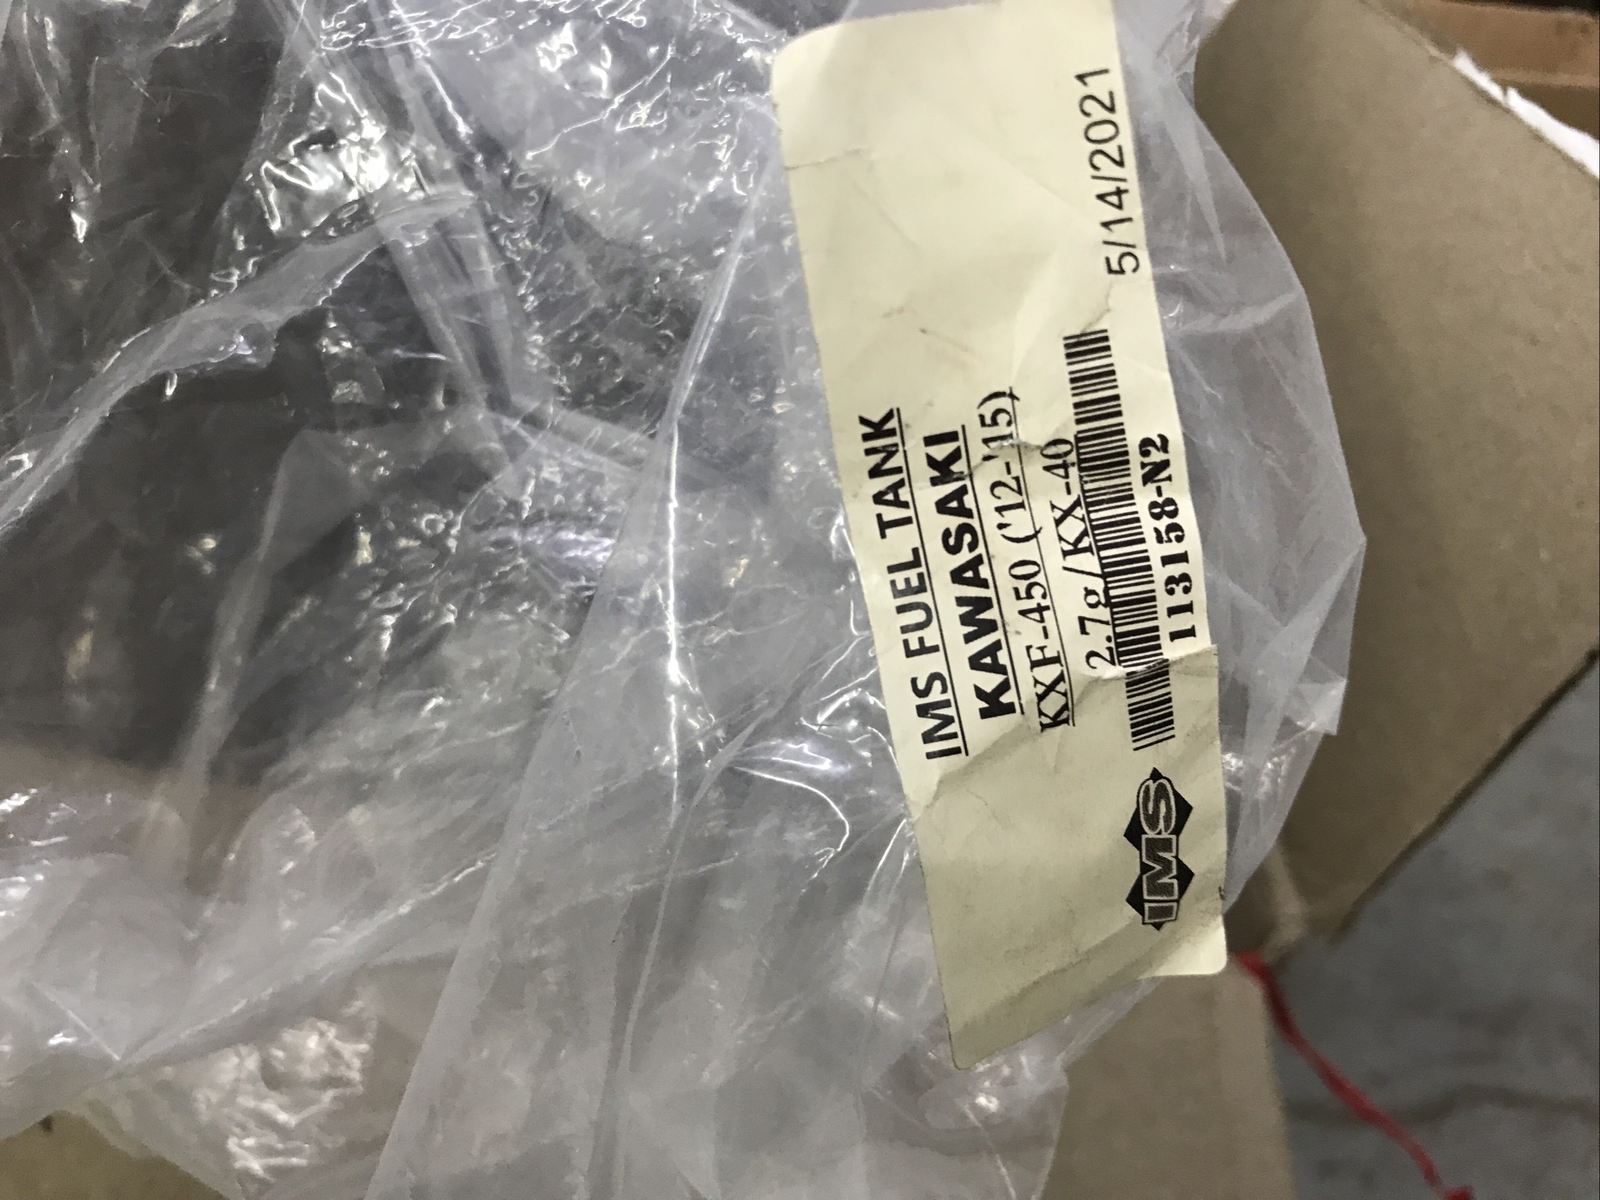 IMS FUEL TANK
KAWASAKI
KXF-450 ('12-'15)
2.7g/KX-40
113158-N2
5/14/2021
IMS